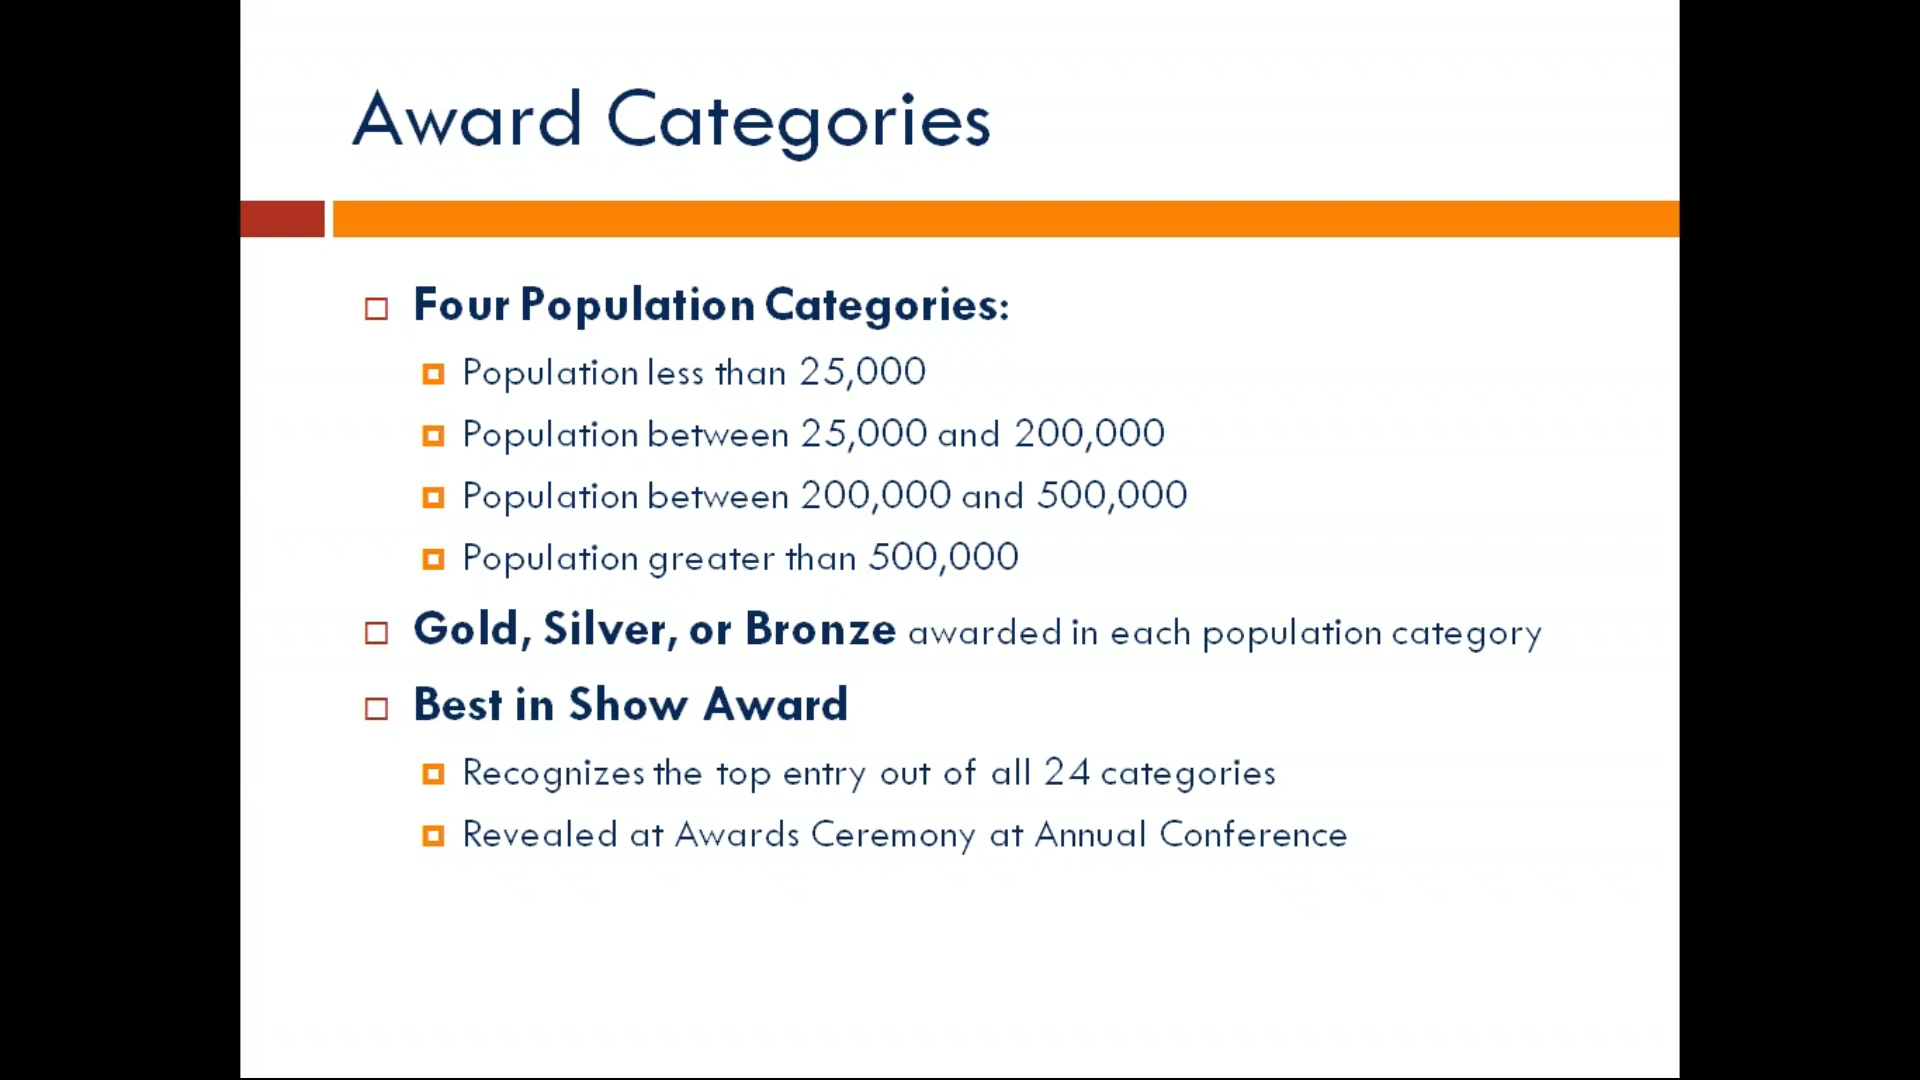 Award Categories
Four Population Categories:
Population less than 25,000
Population between 25,000 and 200,000
Population between 200,000 and 500,000
Population greater than 500,000
Gold, Silver, or Bronze awarded in each population category
Best in Show Award
Recognizes the top entry out of all 24 categories
Revealed at Awards Ceremony at Annual Conference